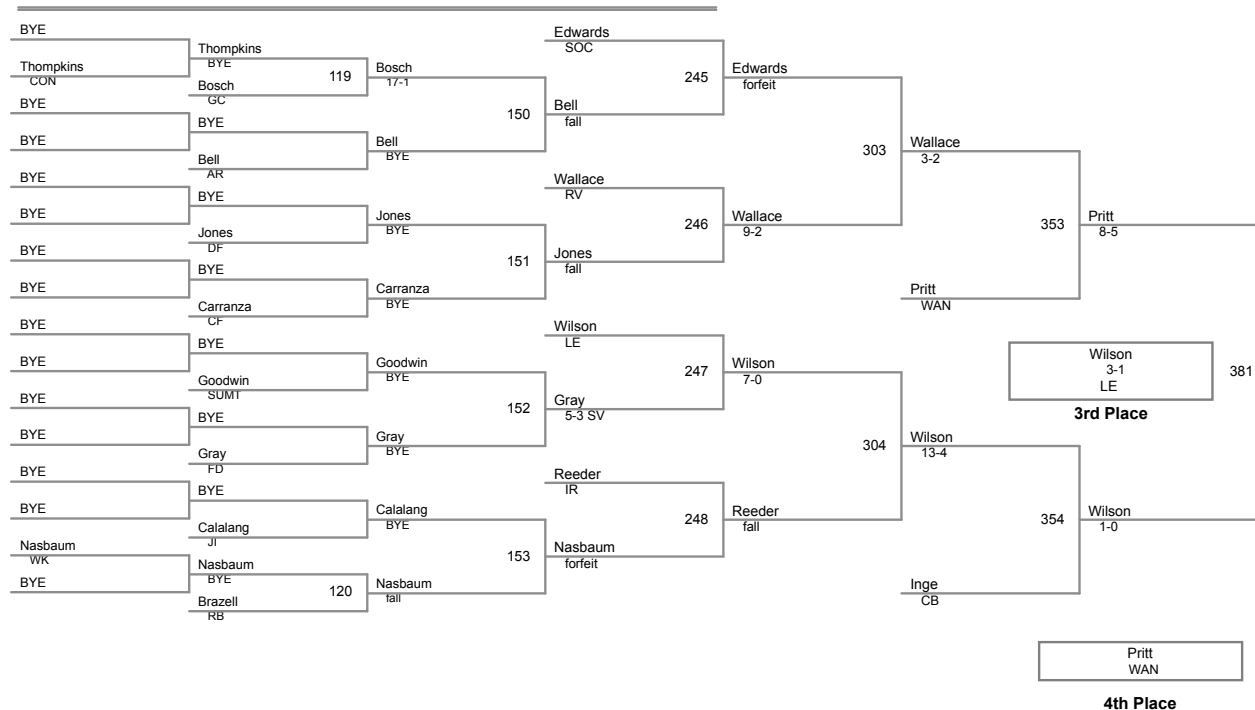 BYE
Thompkins
CON
BYE
BYE
BYE
BYE
BYE
BYE
BYE
BYE
BYE
BYE
BYE
BYE
Nasbaum
WK
BYE
Thompkins
BYE
119
Bosch
GC
BYE
Bell
AR
BYE
Jones
DF
BYE
Carranza
CF
BYE
Goodwin
SUMT
BYE
Gray
FD
BYE
Calalang
JI
Nasbaum
BYE
120
Brazell
RB
Bosch
17-1
150
Bell
BYE
Jones
BYE
151
Carranza
BYE
Goodwin
BYE
152
Gray
BYE
Calalang
BYE
153
Nasbaum
fall
Edwards
SOC
245
Bell
fall
Wallace
RV
246
Jones
fall
Wilson
LE
247
Gray
5-3 SV
Reeder
IR
248
Nasbaum
forfeit
Edwards
forfeit
303
Wallace
9-2
Wilson
7-0
304
Reeder
fall
Wallace
3-2
353
Pritt
WAN
Wilson
13-4
354
Inge
CB
Pritt
8-5
Wilson
3-1
LE
381
3rd Place
Wilson
1-0
Pritt
WAN
4th Place